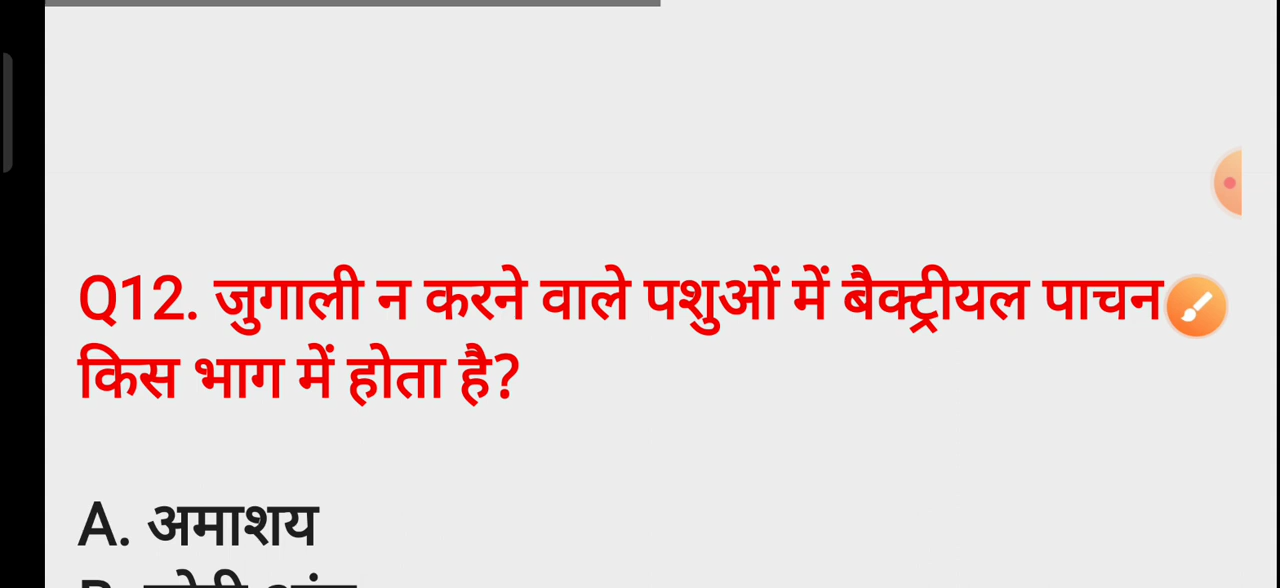 Q12. जुगाली न करने वाले पशुओं में बैक्ट्रीयल पाचन
किस भाग में होता है?
A. अमाशय